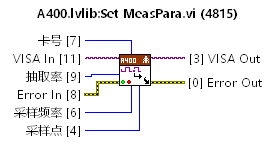 A400.lvlib:Set MeasPara.vi (4815)
卡号 [7]
VISA In [11]
抽取率 [9]
Error In [8]
采样频率 [6]
采样点 [4]
A400
[3] VISA Out
[0] Error Out